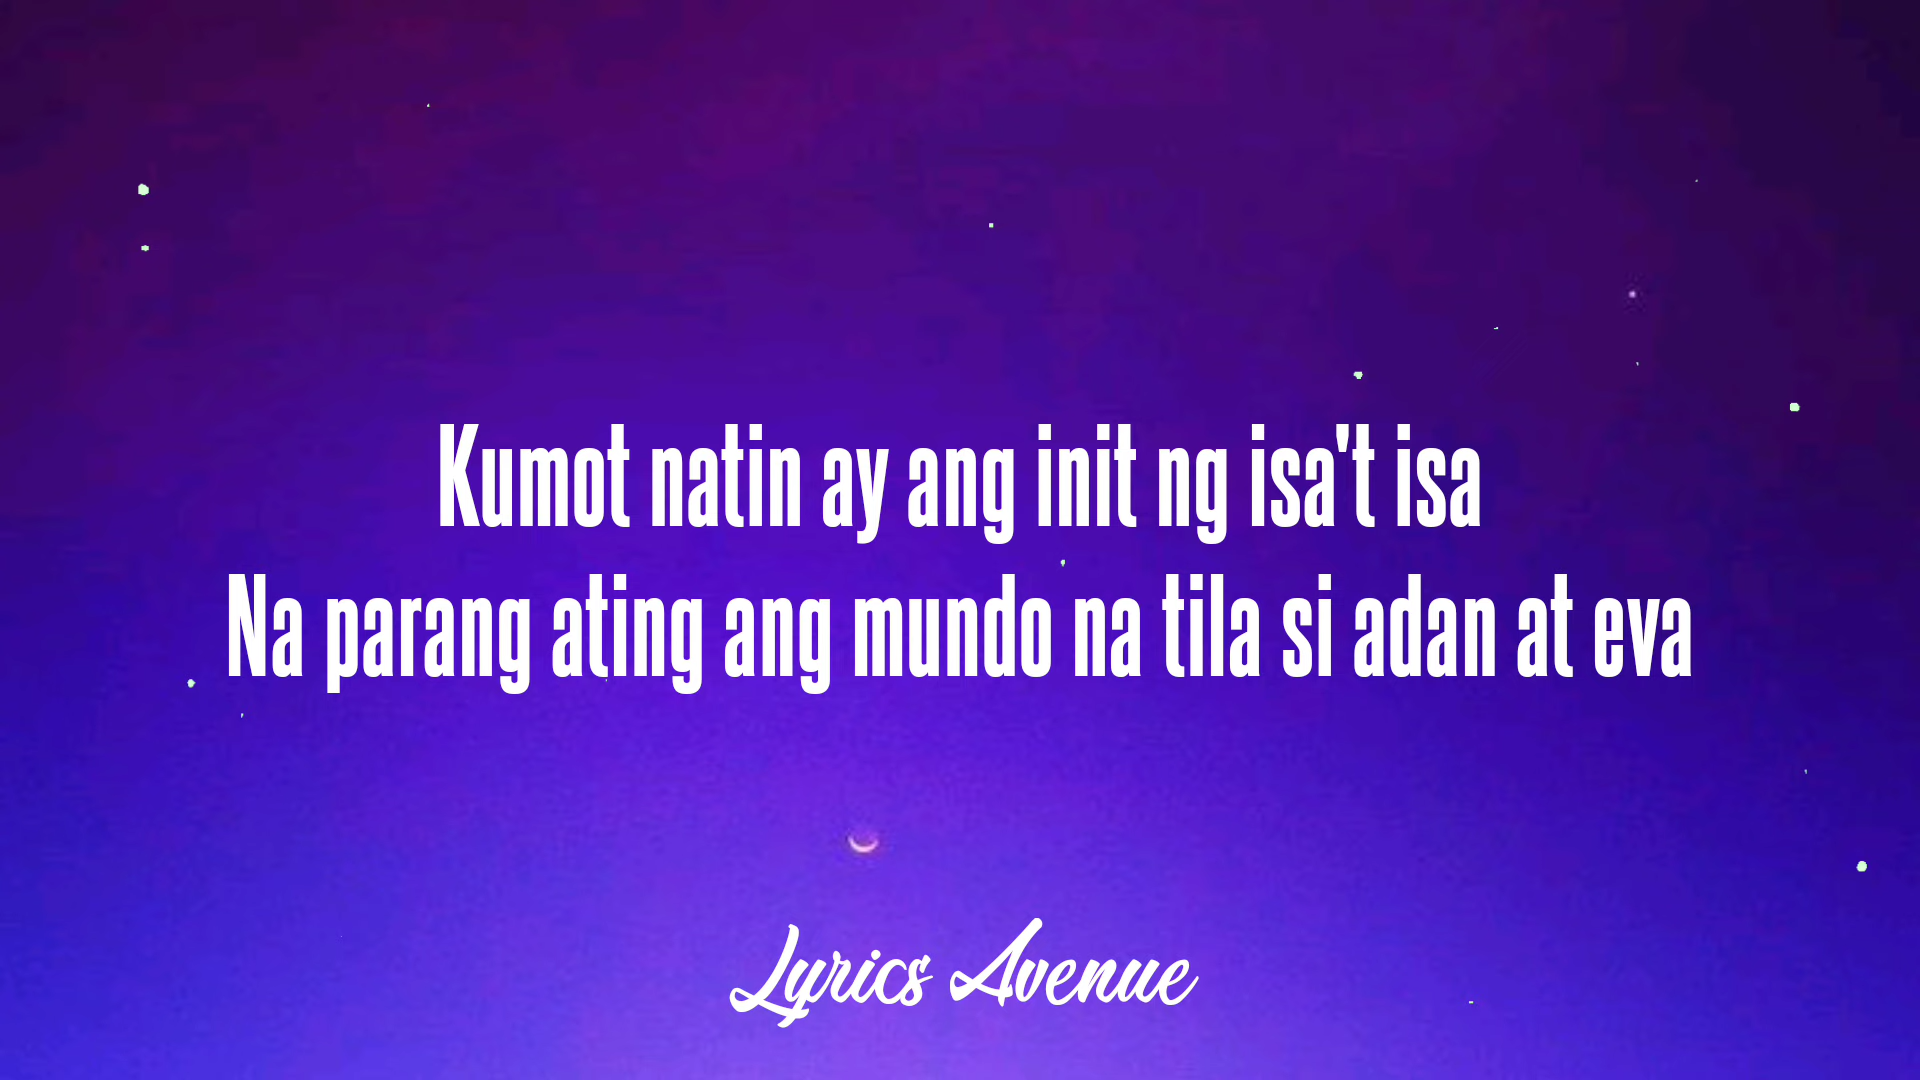 Kumot natin ay ang init ng isa't isa
Na parang ating ang mundo na tila si adan at eva
Lyrics Avenue